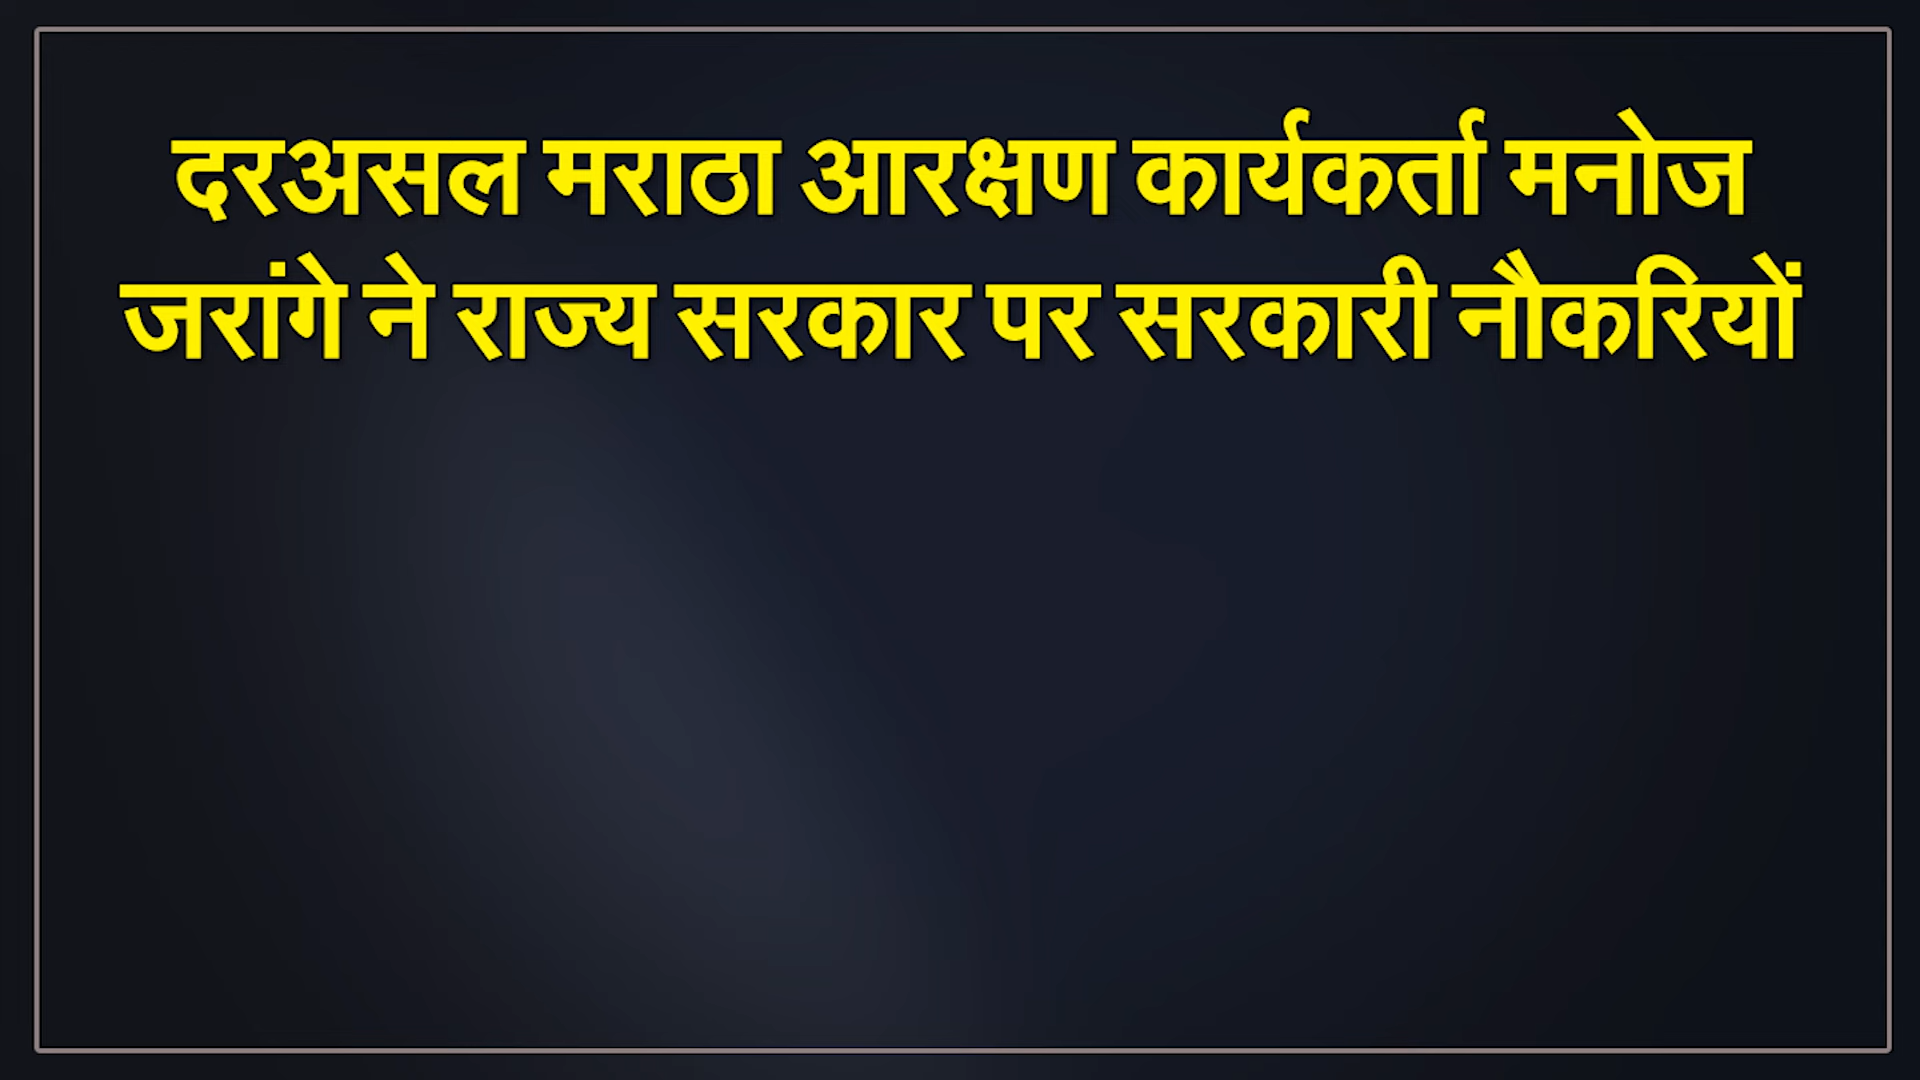 दरअसल मराठा आरक्षण कार्यकर्ता मनोज
जरांगे ने राज्य सरकार पर सरकारी नौकरियों